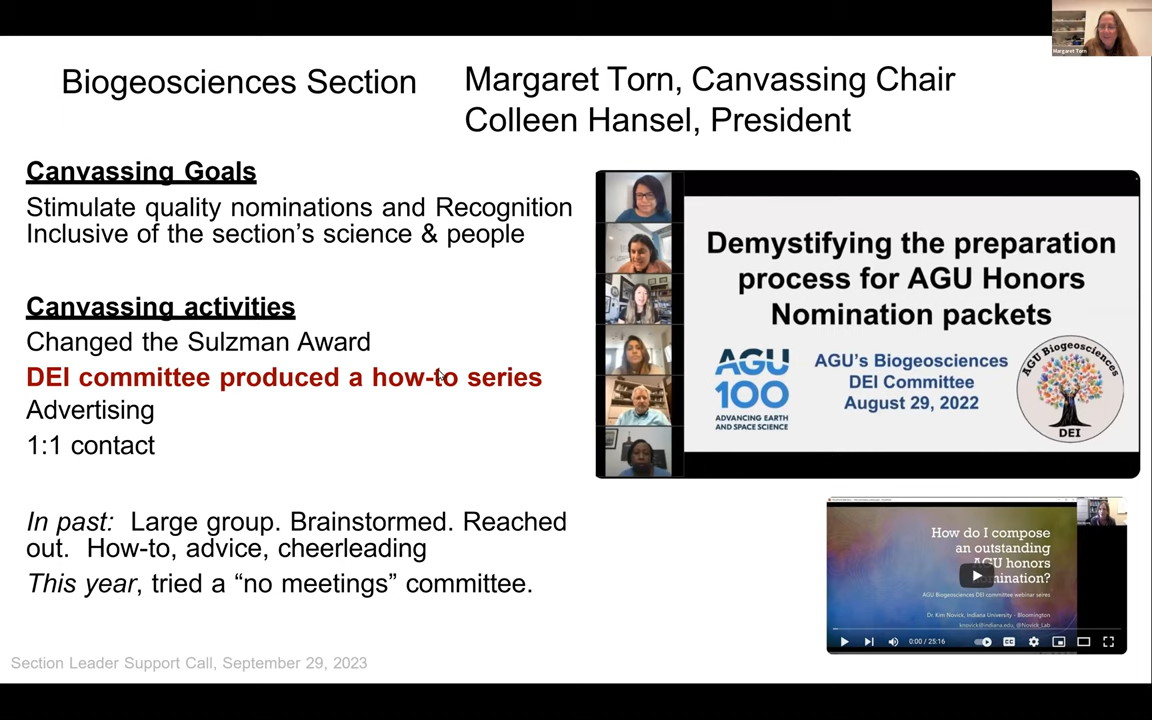 Margaret Torn
Biogeosciences Section
Margaret Torn, Canvassing Chair
Colleen Hansel, President
Canvassing Goals
Stimulate quality nominations and Recognition
Inclusive of the section’s science & people
Canvassing activities
Changed the Sulzman Award
DEI committee produced a how-to series
Advertising
1:1 contact
In past: Large group. Brainstormed. Reached
out. How-to, advice, cheerleading
This year, tried a “no meetings” committee.
Section Leader Support Call, September 29, 2023
Demystifying the preparation
process for AGU Honors
Nomination packets
AGU
100
ADVANCING EARTH
AND SPACE SCIENCE
AGU’s Biogeosciences
DEI Committee
August 29, 2022
AGU Biogeosciences
DEI
How do I compose
an outstanding
AGU honors
nomination?
AGU Biogeosciences DEI committee webinar seires
Dr. Kim Novick, Indiana University - Bloomington
knovick@indiana.edu, @Novick_Lab
0:00 / 25:16
CC